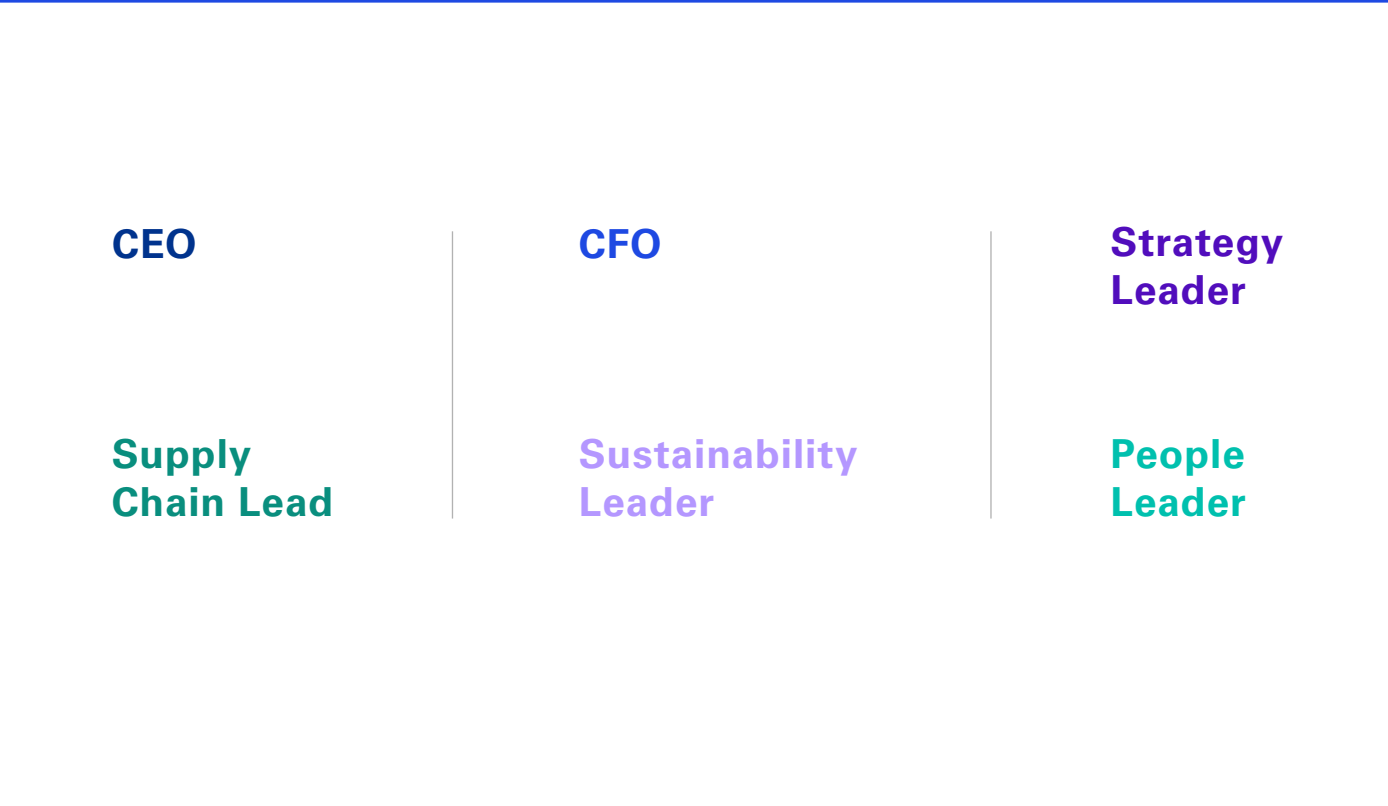 CEO
CFO
Strategy
Leader
Supply
Chain Lead
Sustainability
Leader
People
Leader